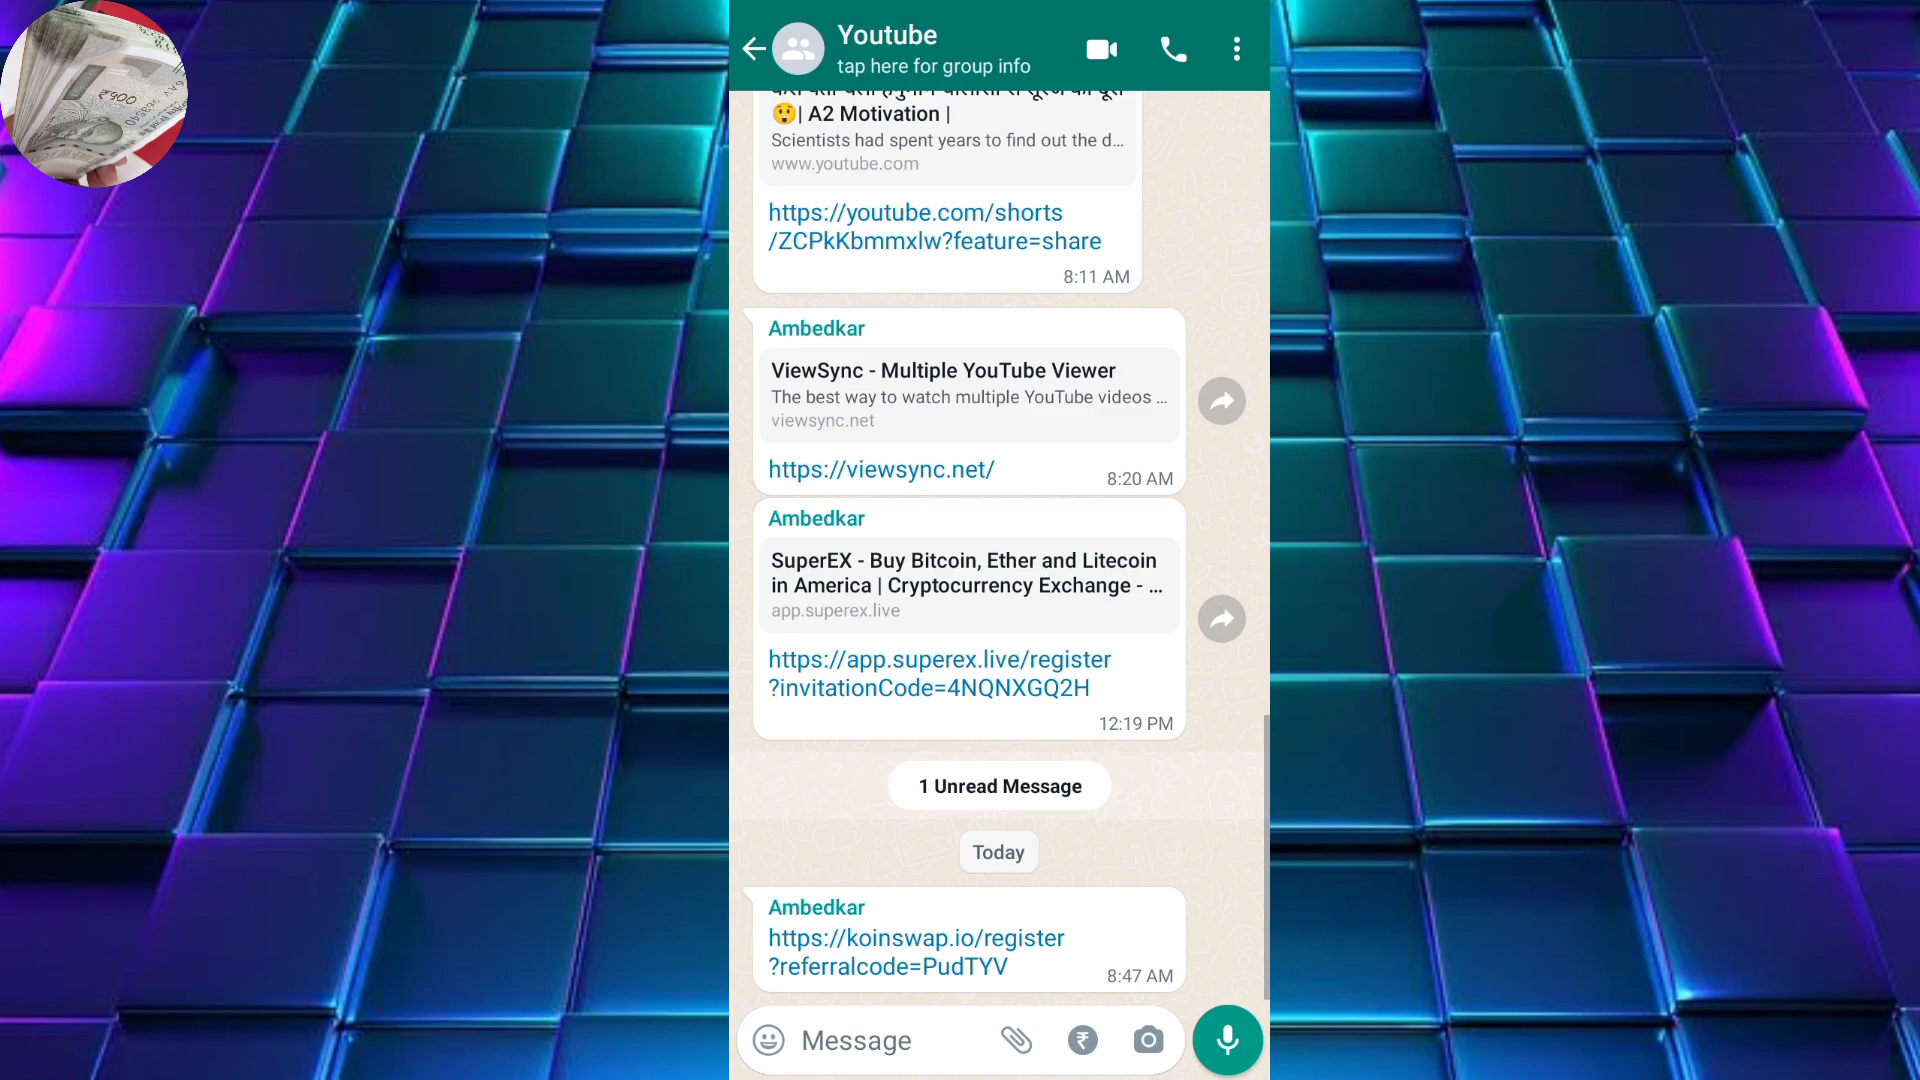 Youtube
tap here for group info
😲| A2 Motivation |
Scientists had spent years to find out the d...
www.youtube.com
https://youtube.com/shorts
/ZCPkKbmmxlw?feature=share
8:11 AM
Ambedkar
ViewSync - Multiple YouTube Viewer
The best way to watch multiple YouTube videos ...
viewsync.net
https://viewsync.net/
8:20 AM
Ambedkar
SuperEX - Buy Bitcoin, Ether and Litecoin
in America | Cryptocurrency Exchange - ...
app.superex.live
https://app.superex.live/register
?invitationCode=4NQNXGQ2H
12:19 PM
1 Unread Message
Today
Ambedkar
https://koinswap.io/register
?referralcode=PudTYV
8:47 AM
Message
₹500